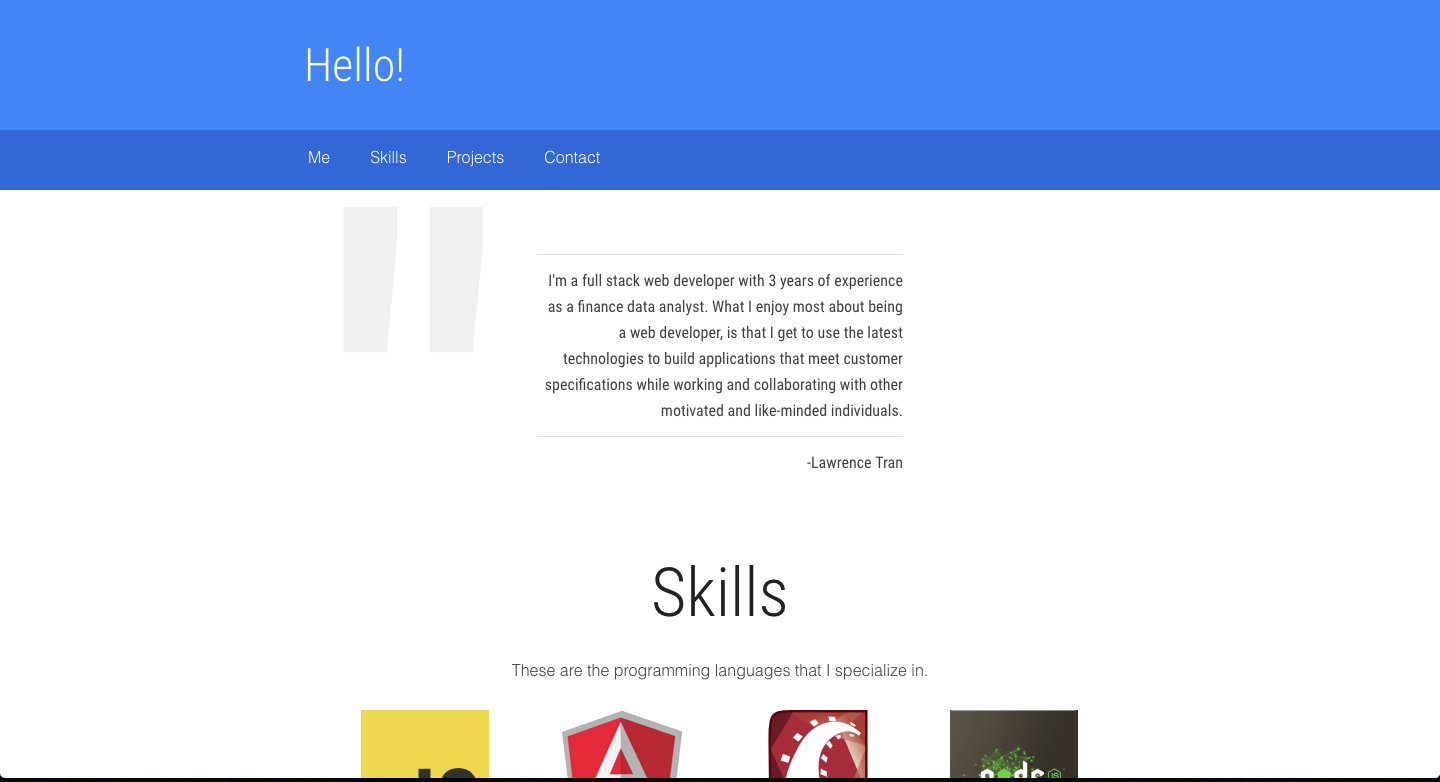 Hello!
Me Skills Projects Contact
"
I'm a full stack web developer with 3 years of experience
as a finance data analyst. What I enjoy most about being
a web developer, is that I get to use the latest
technologies to build applications that meet customer
specifications while working and collaborating with other
motivated and like-minded individuals.
-Lawrence Tran
Skills
These are the programming languages that I specialize in.
JS
node
JS